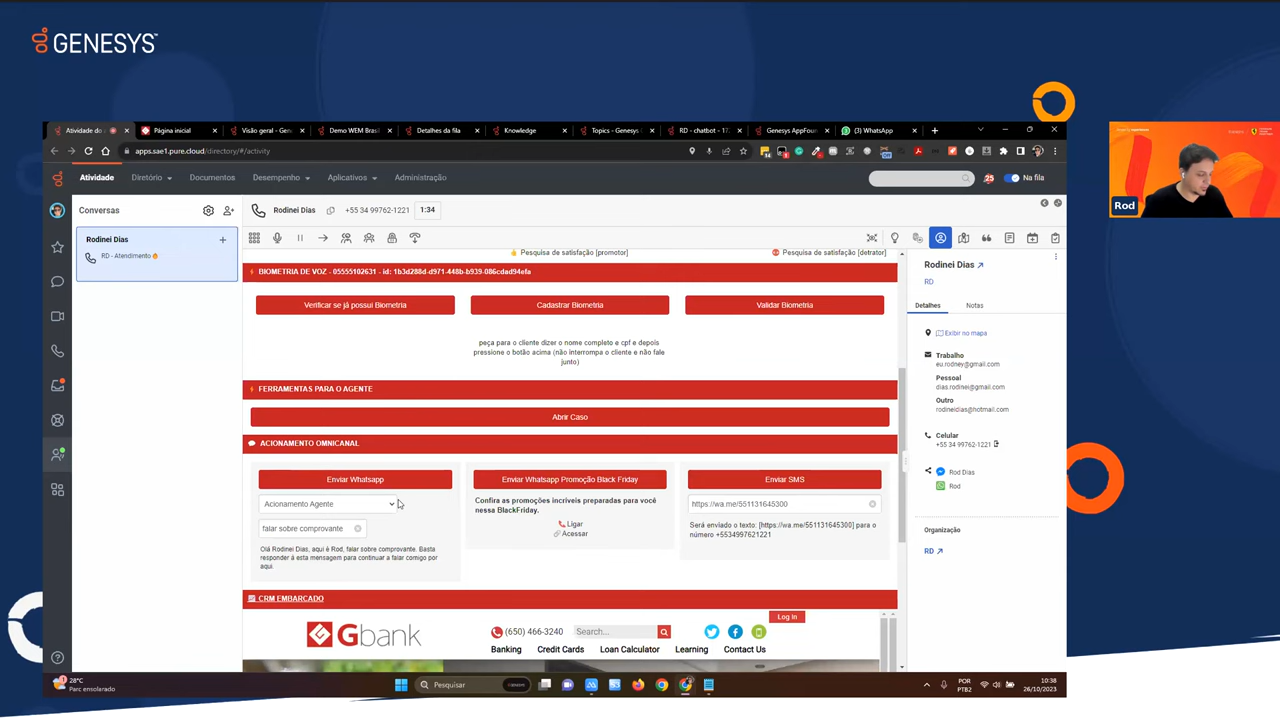 GENESYS
Atividade do
Página inicial
Visão geral - Gen
Demo WEM Bras
Detalhes da fila
Knowledge
Topics - Genesys
RD - chatbot - 17
Genesys AppFoun
(3) WhatsApp
apps.sae1.pure.cloud/directory/#/activity
Atividade
Diretório
Documentos
Desempenho
Aplicativos
Administração
25
Na fila
Rod
Conversas
Rodinei Dias
+55 34 99762-1221
1:34
Rodinei Dias
RD - Atendimento
Pesquisa de satisfação [promotor]
Pesquisa de satisfação [detrator]
BIOMETRIA DE VOZ - 05555102631 - id: 1b3d288d-d971-448b-b939-086cdad94efa
Verificar se já possui Biometria
Cadastrar Biometria
Validar Biometria
peça para o cliente dizer o nome completo e cpf e depois
pressione o botão acima (não interrompa o cliente e não fale
junto)
FERRAMENTAS PARA O AGENTE
Abrir Caso
ACIONAMENTO OMNICANAL
Enviar Whatsapp
Enviar Whatsapp Promoção Black Friday
Enviar SMS
Acionamento Agente
falar sobre comprovante
Olá Rodinei Dias, aqui é Rod, falar sobre comprovante. Basta
responder á esta mensagem para continuar a falar comigo por
aqui.
Confira as promoções incríveis preparadas para você
nessa BlackFriday.
Ligar
Acessar
https://wa.me/551131645300
Será enviado o texto: [https://wa.me/551131645300] para o
número +5534997621221
CRM EMBARCADO
Gbank
(650) 466-3240
Search...
Log In
Banking
Credit Cards
Loan Calculator
Learning
Contact Us
Rodinei Dias
RD
Detalhes
Notas
Exibir no mapa
Trabalho
eu.rodney@gmail.com
Pessoal
dias.rodinei@gmail.com
Outro
rodineidias@hotmail.com
Celular
+55 34 99762-1221
Rod Dias
Rod
Organização
RD
28°C
Parc ensolarado
Pesquisar
POR
PTB2
10:38
26/10/2023